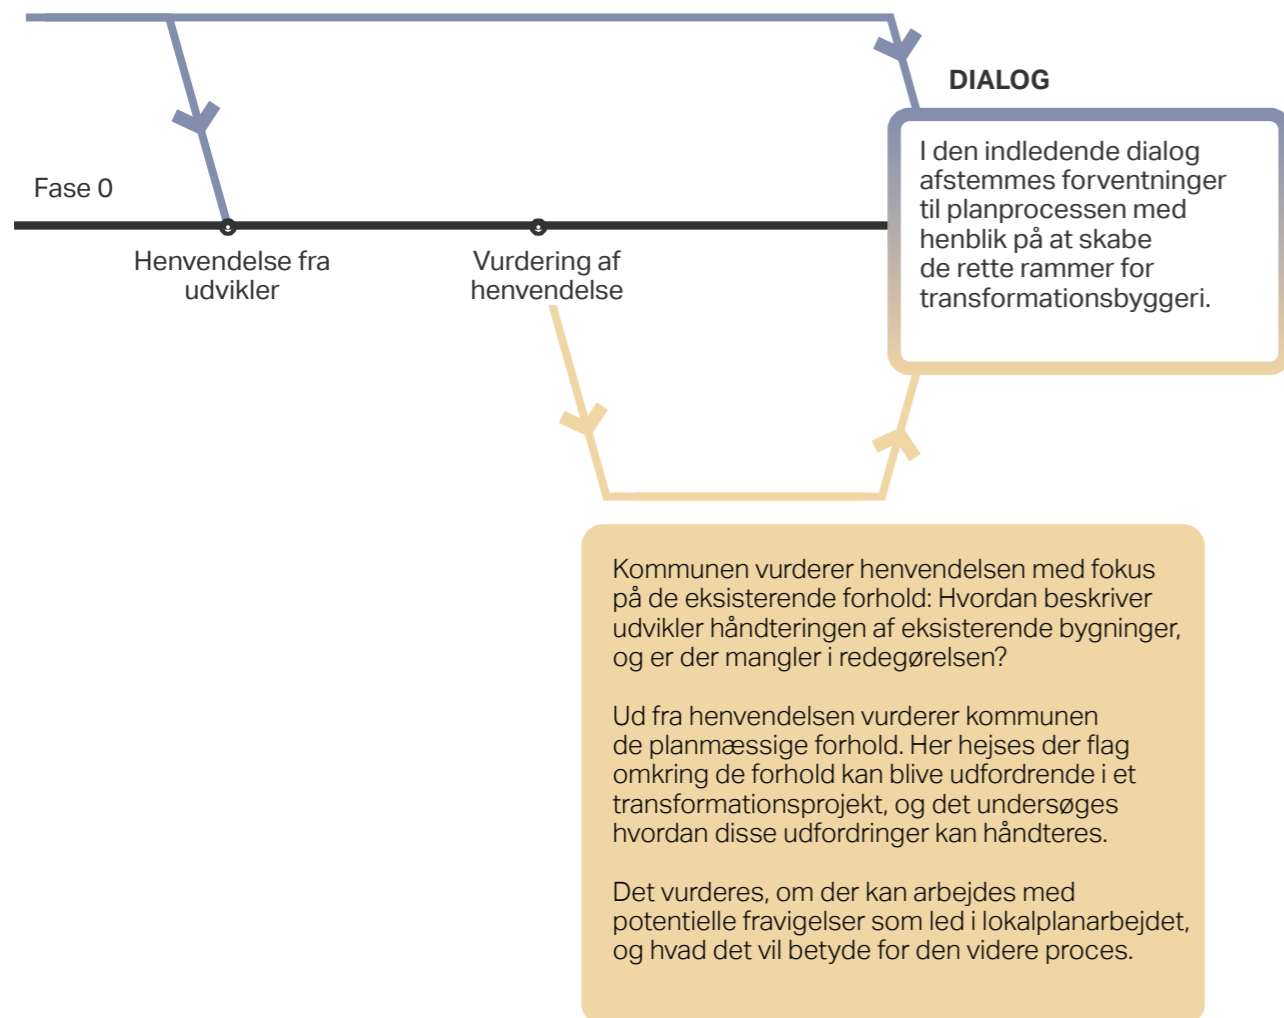 DIALOG
I den indledende dialog
afstemmes forventninger
til planprocessen med
henblik på at skabe
de rette rammer for
transformationsbyggeri.
Fase 0
Henvendelse fra
udvikler
Vurdering af
henvendelse
Kommunen vurderer henvendelsen med fokus
på de eksisterende forhold: Hvordan beskriver
udvikler håndteringen af eksisterende bygninger,
og er der mangler i redegørelsen?
Ud fra henvendelsen vurderer kommunen
de planmæssige forhold. Her hejses der flag
omkring de forhold kan blive udfordrende i et
transformationsprojekt, og det undersøges
hvordan disse udfordringer kan håndteres.
Det vurderes, om der kan arbejdes med
potentielle fravigelser som led i lokalplanarbejdet,
og hvad det vil betyde for den videre proces.